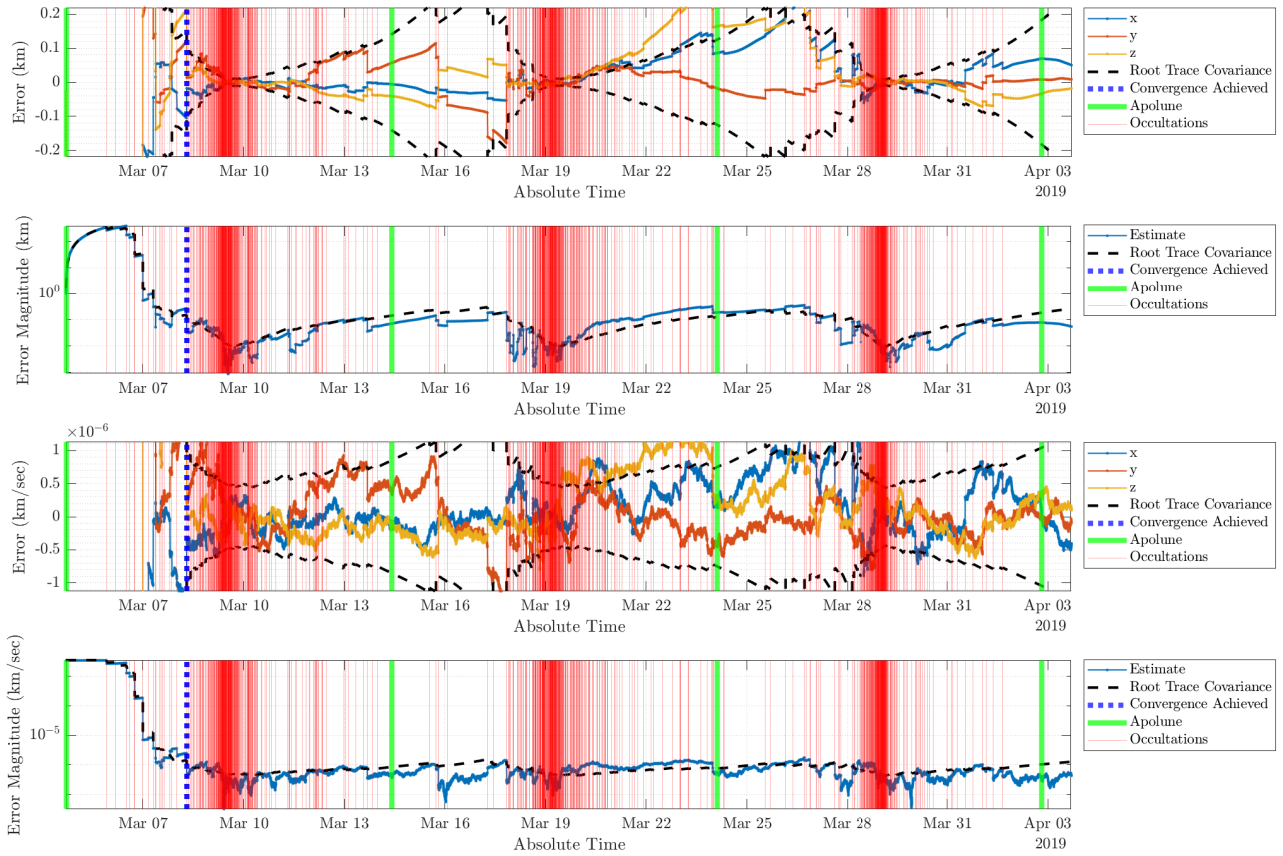 0.2
0.1
0
-0.1
-0.2
Error (km)
Mar 07 Mar 10 Mar 13 Mar 16 Mar 19 Mar 22 Mar 25 Mar 28 Mar 31 Apr 03
Absolute Time
2019
x
y
z
Root Trace Covariance
Convergence Achieved
Apolune
Occultations
Error Magnitude (km)
10^0
Mar 07 Mar 10 Mar 13 Mar 16 Mar 19 Mar 22 Mar 25 Mar 28 Mar 31 Apr 03
Absolute Time
2019
Estimate
Root Trace Covariance
Convergence Achieved
Apolune
Occultations
×10^-6
1
0.5
0
-0.5
-1
Error (km/sec)
Mar 07 Mar 10 Mar 13 Mar 16 Mar 19 Mar 22 Mar 25 Mar 28 Mar 31 Apr 03
Absolute Time
2019
x
y
z
Root Trace Covariance
Convergence Achieved
Apolune
Occultations
Error Magnitude (km/sec)
10^-5
Mar 07 Mar 10 Mar 13 Mar 16 Mar 19 Mar 22 Mar 25 Mar 28 Mar 31 Apr 03
Absolute Time
2019
Estimate
Root Trace Covariance
Convergence Achieved
Apolune
Occultations